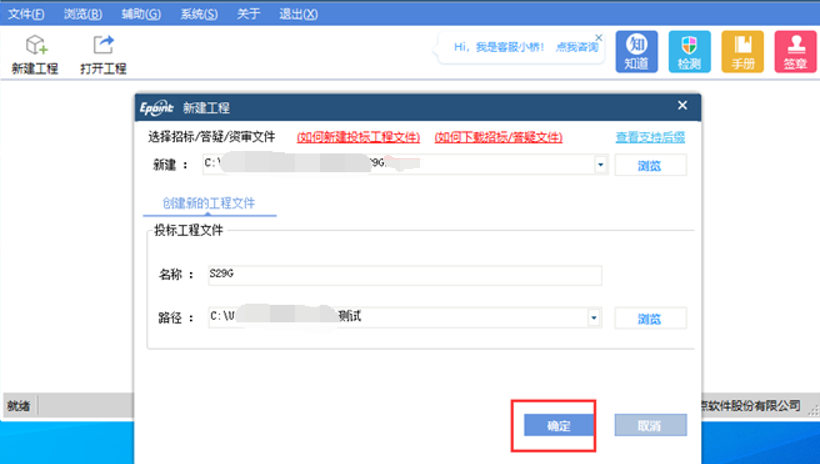 文件(F) 浏览(B) 辅助(G) 系统(S) 关于 退出(X)
新建工程 打开工程
Hi，我是客服小桥! 点我咨询
知
知道 检测 手册 签章
Epoint 新建工程
选择招标/答疑/资审文件 (如何新建投标工程文件) (如何下载招标/答疑文件) 查看支持后缀
新建： C:\ S29G. 浏览
创建新的工程文件
投标工程文件
名称： S29G
路径： C:\U 测试 浏览
就绪 点软件股份有限公司
确定 取消